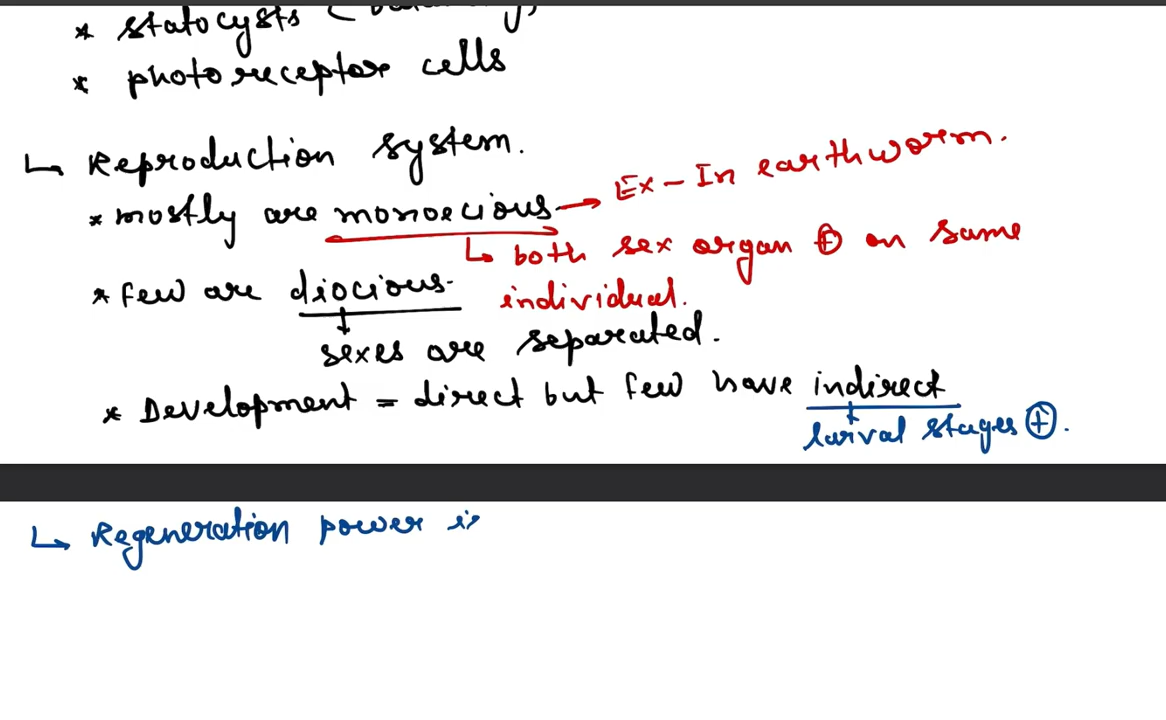 * statocysts (
* photoreceptor cells
↳ Reproduction system.
* mostly are monoecious → Ex - In earthworm.
↳ both sex organ ⊕ on same
individual.
* few are diocious.
sexes are separated.
* Development = direct but few have indirect
larval stages ⊕.
↳ Regeneration power is